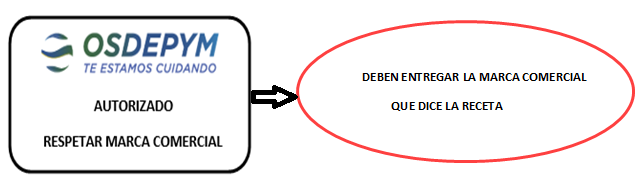 OSDEPYM
TE ESTAMOS CUIDANDO
AUTORIZADO
RESPETAR MARCA COMERCIAL
DEBEN ENTREGAR LA MARCA COMERCIAL
QUE DICE LA RECETA